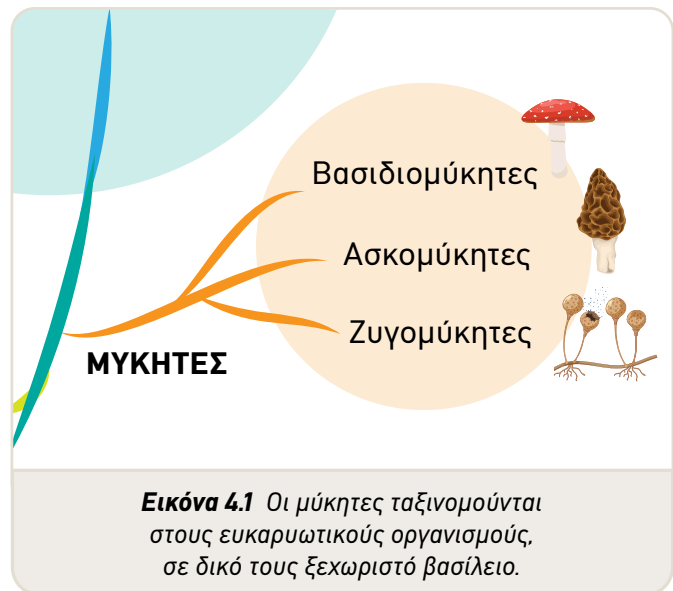 Βασιδιομύκητες
Ασκομύκητες
Ζυγομύκητες
ΜΥΚΗΤΕΣ
Εικόνα 4.1 Οι μύκητες ταξινομούνται
στους ευκαρυωτικούς οργανισμούς,
σε δικό τους ξεχωριστό βασίλειο.